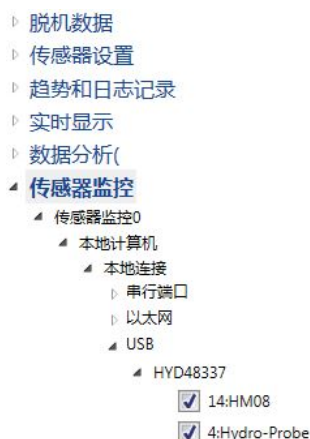 脱机数据
传感器设置
趋势和日志记录
实时显示
数据分析(
传感器监控
传感器监控0
本地计算机
本地连接
串行端口
以太网
USB
HYD48337
14:HM08
4:Hydro-Probe